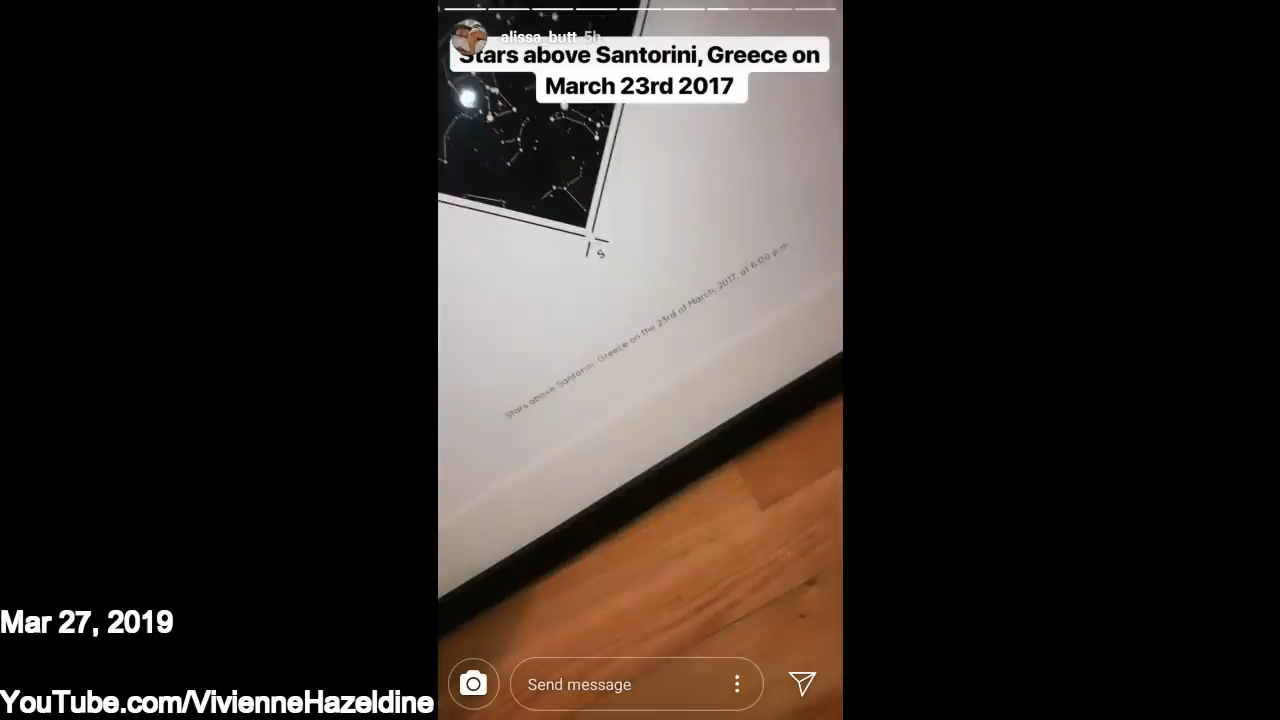 alissa_butt 5h
Stars above Santorini, Greece on
March 23rd 2017
S
Stars above Santorini, Greece on the 23rd of March, 2017, at 6:00 p.m.
Mar 27, 2019
Send message
YouTube.com/VivienneHazeldine